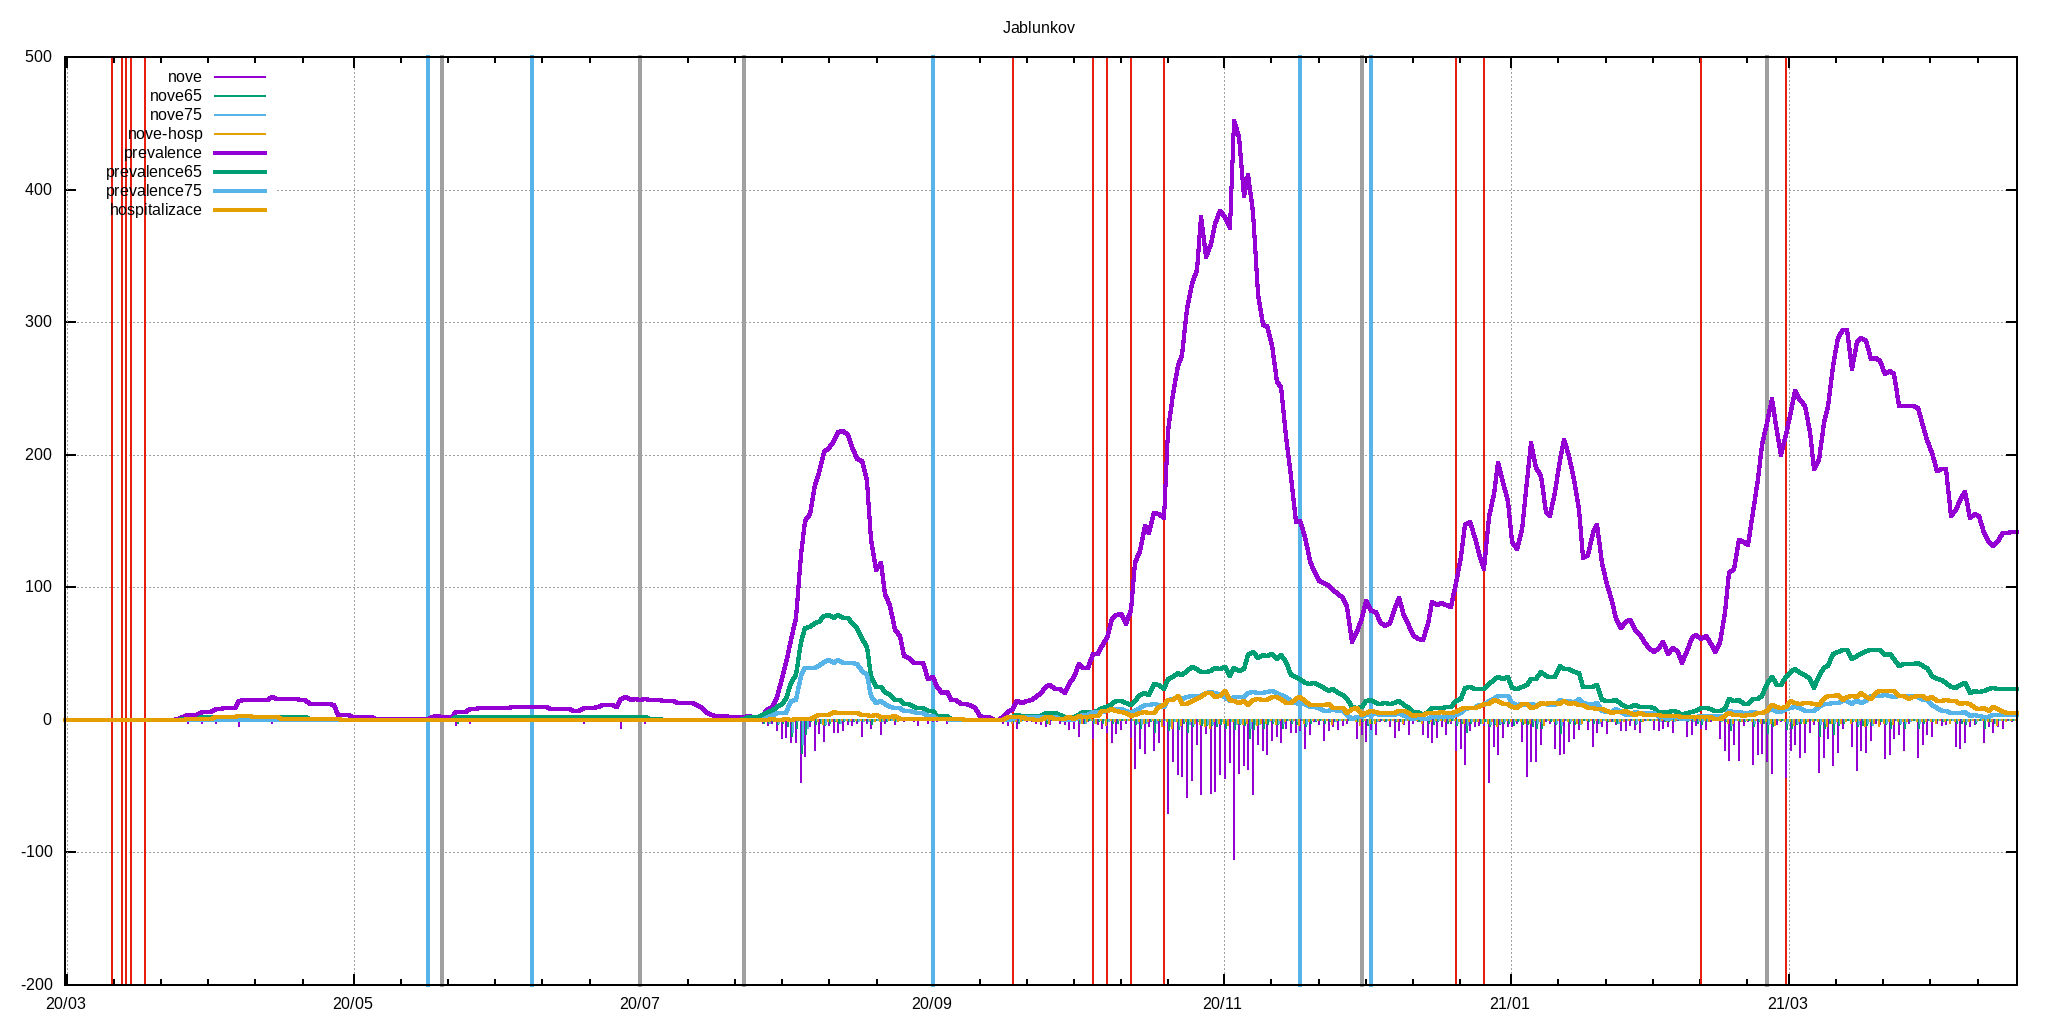 Jablunkov
500
400
300
200
100
0
-100
-200
nove
nove65
nove75
nove-hosp
prevalence
prevalence65
prevalence75
hospitalizace
20/03 20/05 20/07 20/09 20/11 21/01 21/03